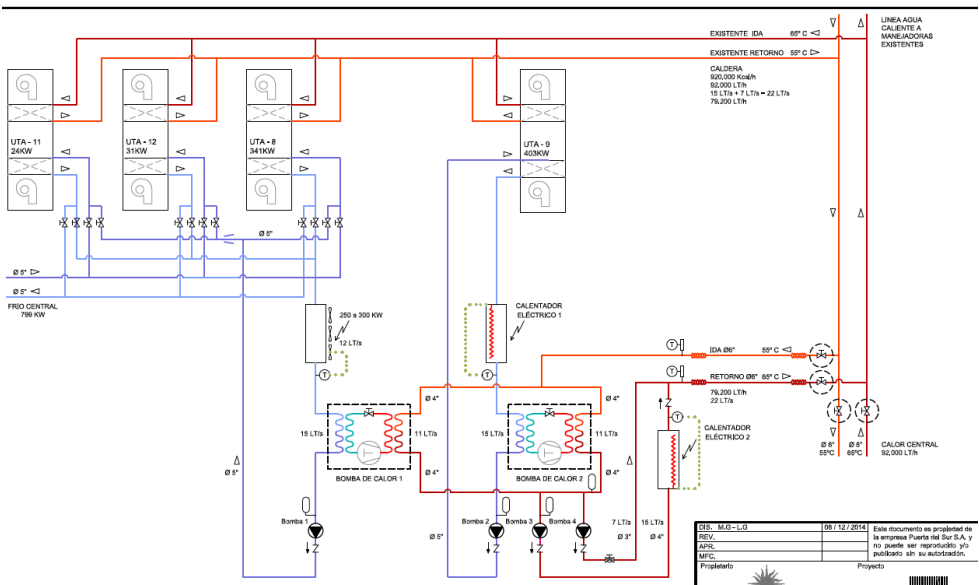 LINEA AGUA
CALIENTE A
MANEJADORAS
EXISTENTES
EXISTENTE IDA 65º C
EXISTENTE RETORNO 55º C
CALDERA
920,000 Kcal/h
92,000 LT/h
15 LT/s + 7 LT/s = 22 LT/s
79,200 LT/h
UTA - 11
24KW
UTA - 12
31KW
UTA - 8
341KW
UTA - 9
403KW
Ø 5"
Ø 5"
Ø 5"
FRÍO CENTRAL
799 KW
250 a 300 KW
12 LT/s
T
CALENTADOR
ELÉCTRICO 1
T
T
IDA Ø6" 55º C
T
RETORNO Ø6" 65º C
79,200 LT/h
22 LT/s
Ø 4"
Ø 4"
15 LT/s
11 LT/s
15 LT/s
11 LT/s
T
CALENTADOR
ELÉCTRICO 2
Ø 8"
55ºC
Ø 8"
65ºC
CALOR CENTRAL
92,000 LT/h
Ø 5"
Ø 4"
Ø 4"
BOMBA DE CALOR 1
BOMBA DE CALOR 2
Bomba 1
Bomba 2
Bomba 3
Bomba 4
Z
Z
Z
Z
Z
Ø 5"
7 LT/s
Ø 3"
15 LT/s
Ø 4"
DIS. M.G - L.G
08 / 12 / 2014
REV.
APR.
MFC.
Este documento es propiedad de
la empresa Puerta del Sur S.A. y
no puede ser reproducido y/o
publicado sin su autorización.
Propietario
Proyecto